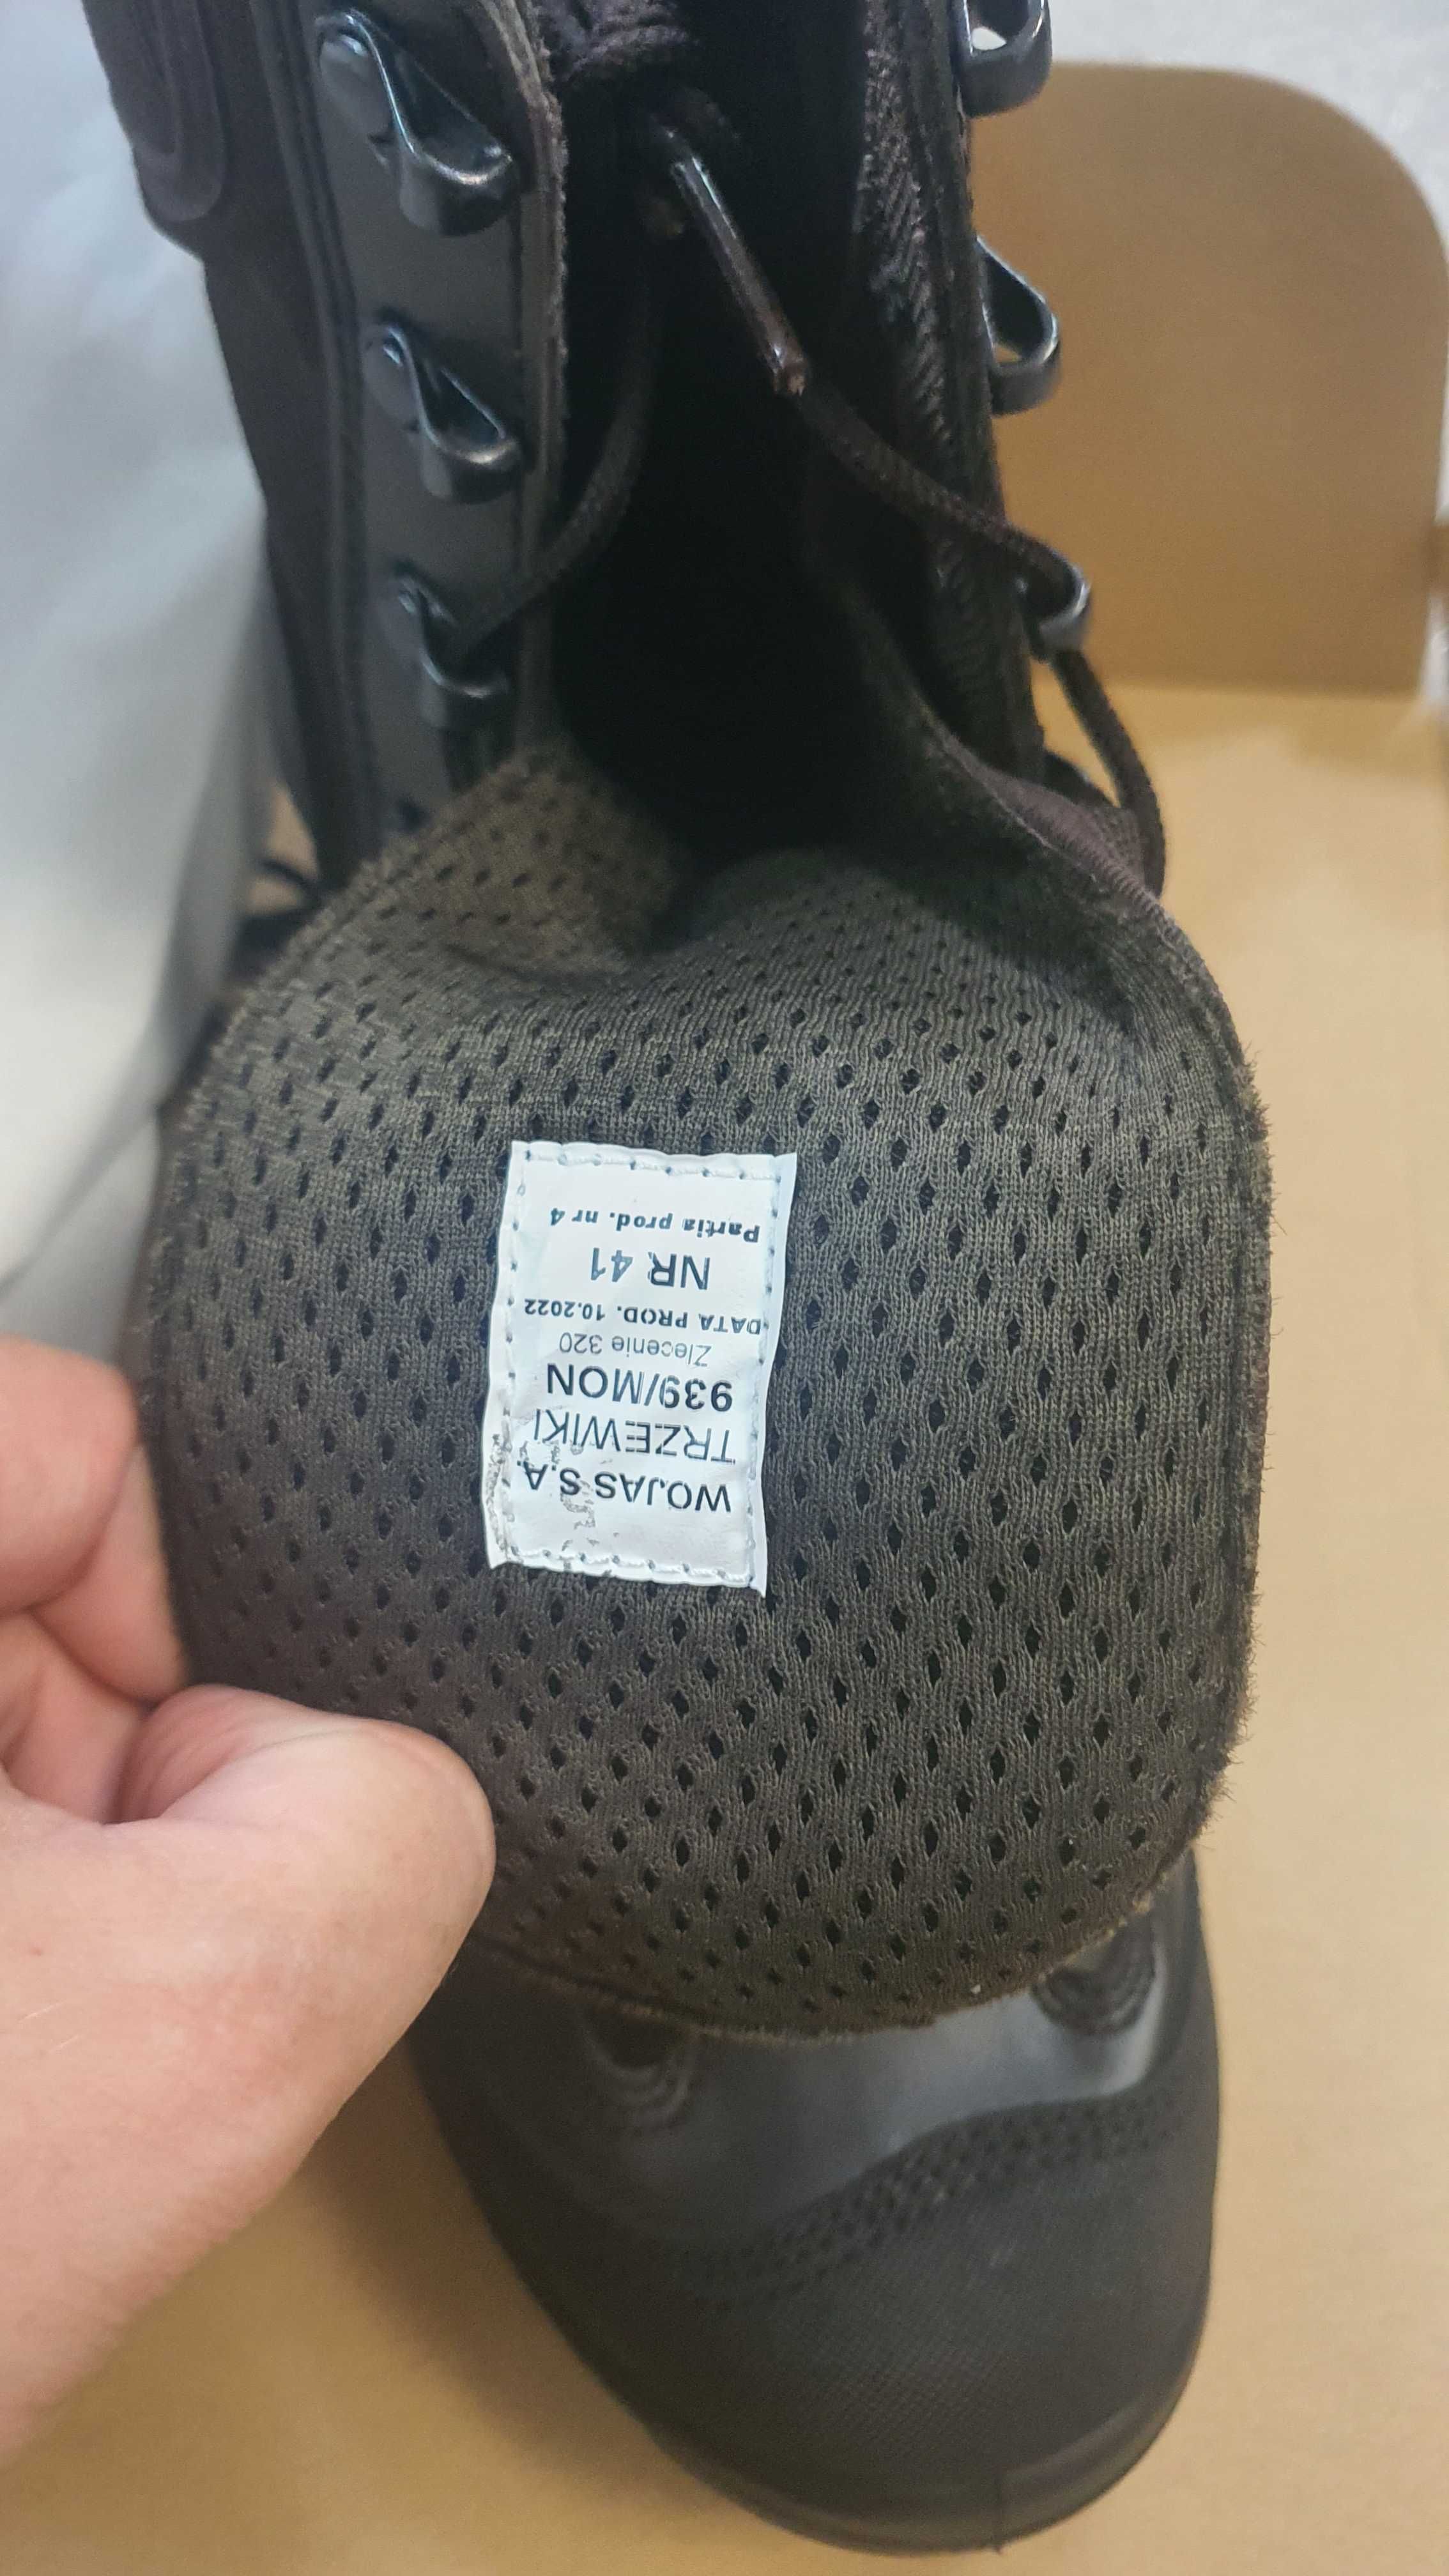 WOJAS S.A.
TRZEWIKI
939/MON
Zlecenie 320
DATA PROD. 10.2022
NR 41
Partia prod. nr 4